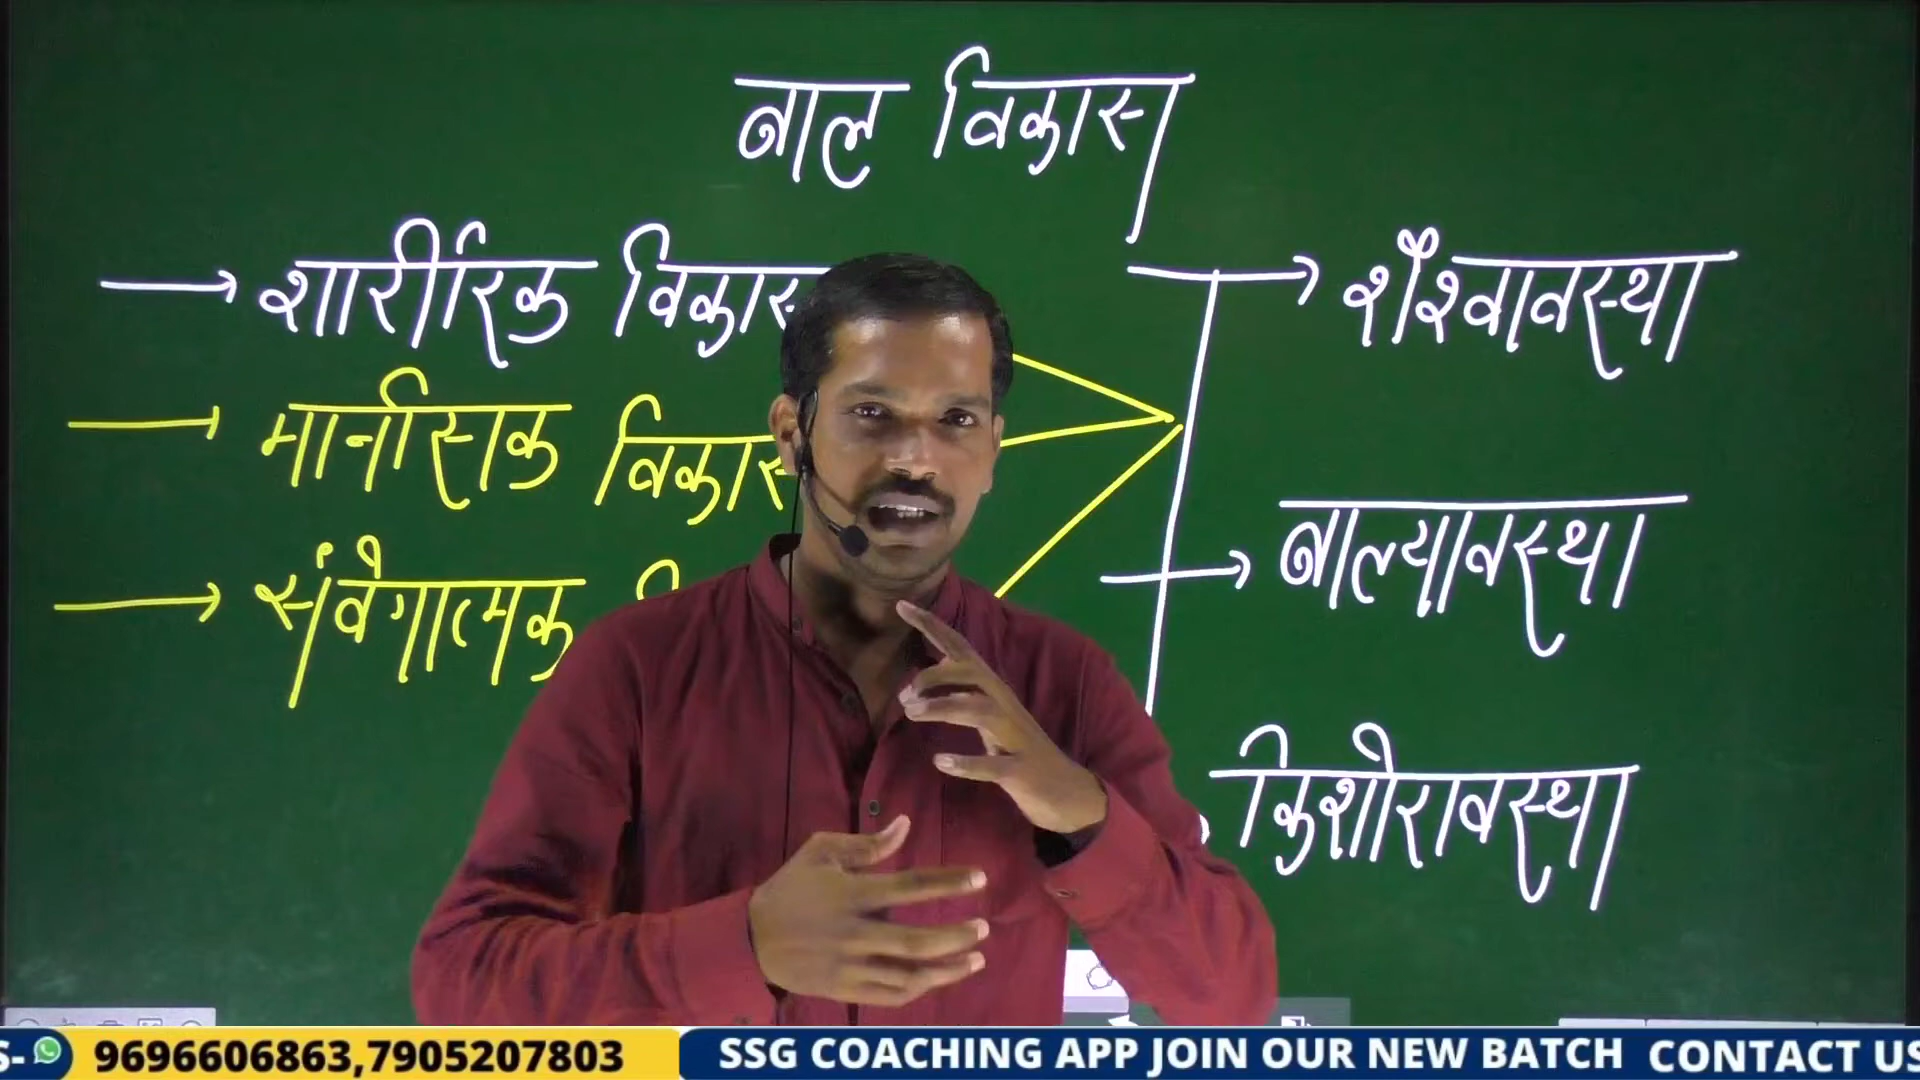 बाल विकास
शारीरिक विकास
मानसिक विकास
संवेगात्मक
शैशवावस्था
बाल्यावस्था
किशोरावस्था
S- 9696606863,7905207803 SSG COACHING APP JOIN OUR NEW BATCH CONTACT US